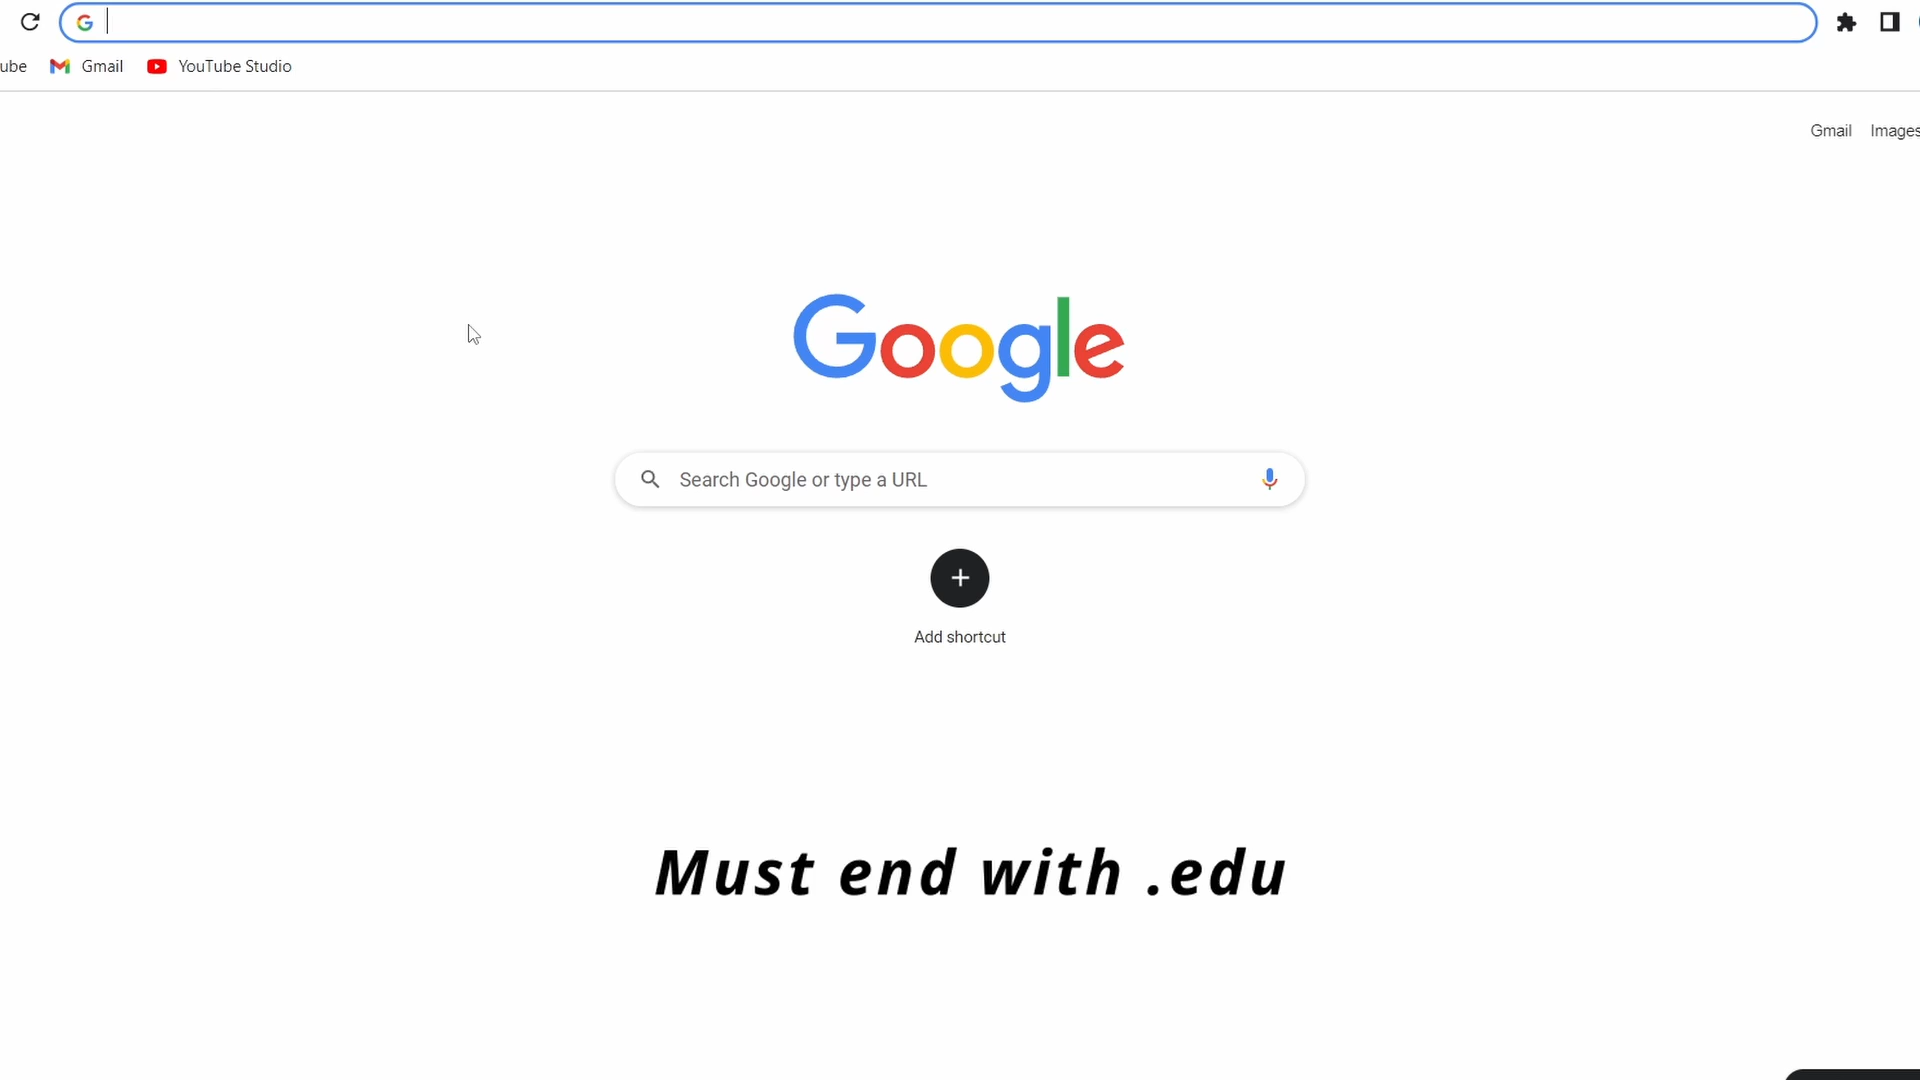 ube Gmail YouTube Studio
Gmail Images
Google
Search Google or type a URL
Add shortcut
Must end with .edu